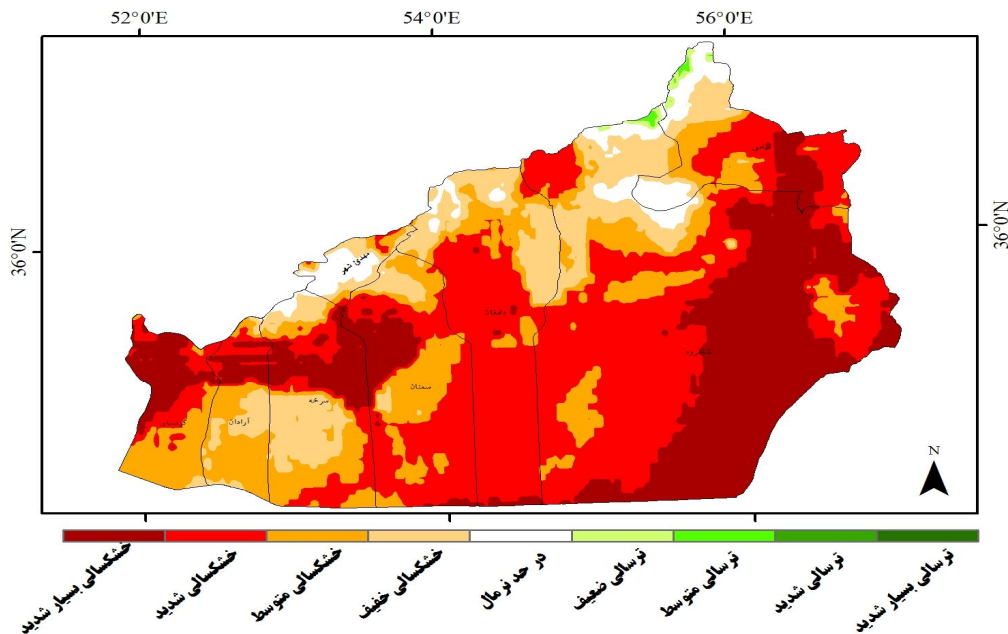 52°0'E 54°0'E 56°0'E
36°0'N 36°0'N
میامی
مهدی شهر
دامغان
شاهرود
سمنان
سرخه
آرادان
گرمسار
N
خشکسالی بسیار شدید
خشکسالی شدید
خشکسالی متوسط
خشکسالی خفیف
در حد نرمال
ترسالی ضعیف
ترسالی متوسط
ترسالی شدید
ترسالی بسیار شدید